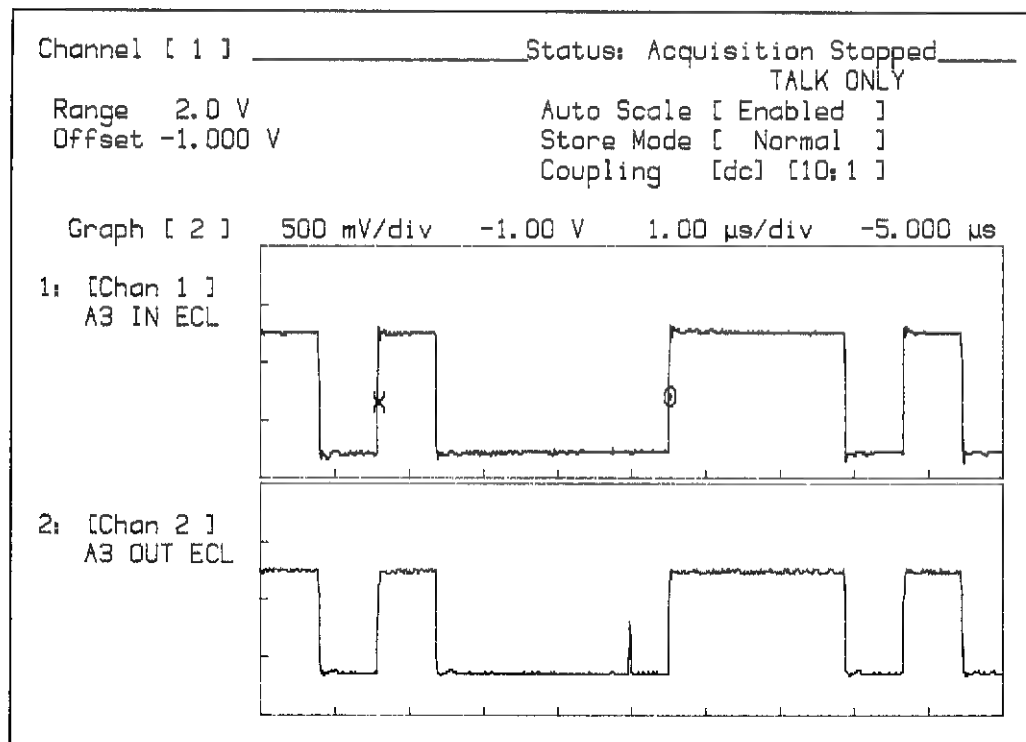 Channel [ 1 ] Status: Acquisition Stopped
TALK ONLY
Range 2.0 V Auto Scale [ Enabled ]
Offset -1.000 V Store Mode [ Normal ]
Coupling [dc] [10:1 ]
Graph [ 2 ] 500 mV/div -1.00 V 1.00 µs/div -5.000 µs
1: [Chan 1 ]
A3 IN ECL
2: [Chan 2 ]
A3 OUT ECL